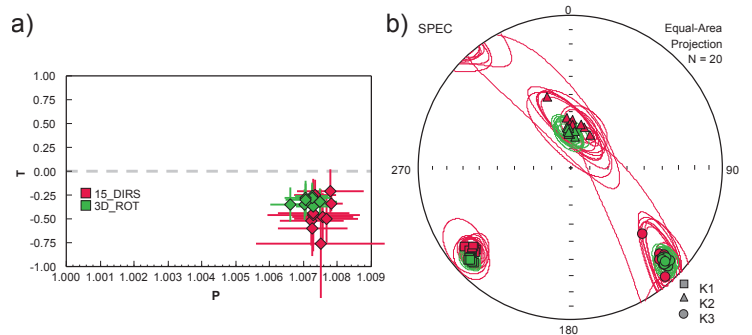 a)
1.00
0.75
0.50
0.25
0.00
-0.25
-0.50
-0.75
-1.00
T
15_DIRS
3D_ROT
1.000 1.001 1.002 1.003 1.004 1.005 1.006 1.007 1.008 1.009
P
b)
SPEC
0
Equal-Area
Projection
N = 20
270
90
180
K1
K2
K3